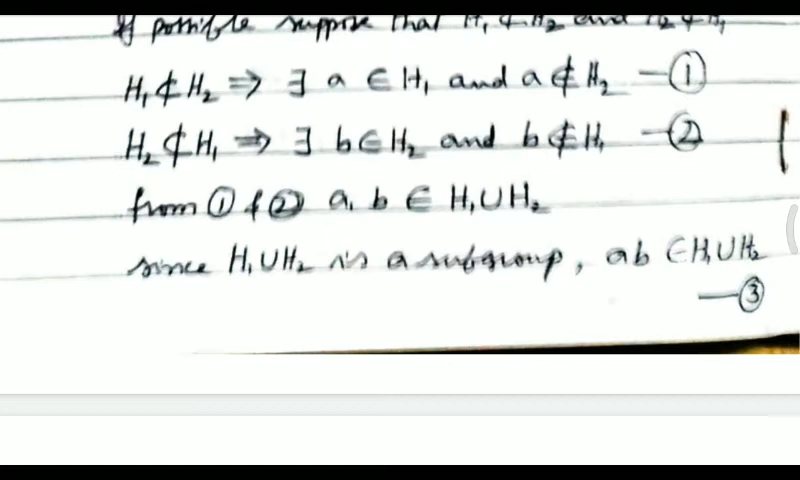 If possible suppose that H₁ ⊄ H₂ and H₂ ⊄ H₁
H₁ ⊄ H₂ ⇒ ∃ a ∈ H₁ and a ∉ H₂ — ①
H₂ ⊄ H₁ ⇒ ∃ b ∈ H₂ and b ∉ H₁ — ②
from ① & ② a, b ∈ H₁ ∪ H₂
since H₁ ∪ H₂ is a subgroup, ab ∈ H₁ ∪ H₂
— ③